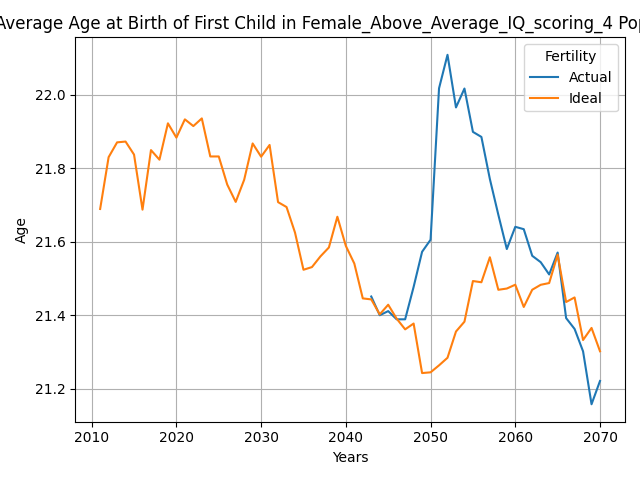 Average Age at Birth of First Child in Female_Above_Average_IQ_scoring_4
Fertility
Actual
Ideal
22.0
21.8
21.6
21.4
21.2
Age
2010 2020 2030 2040 2050 2060 2070
Years